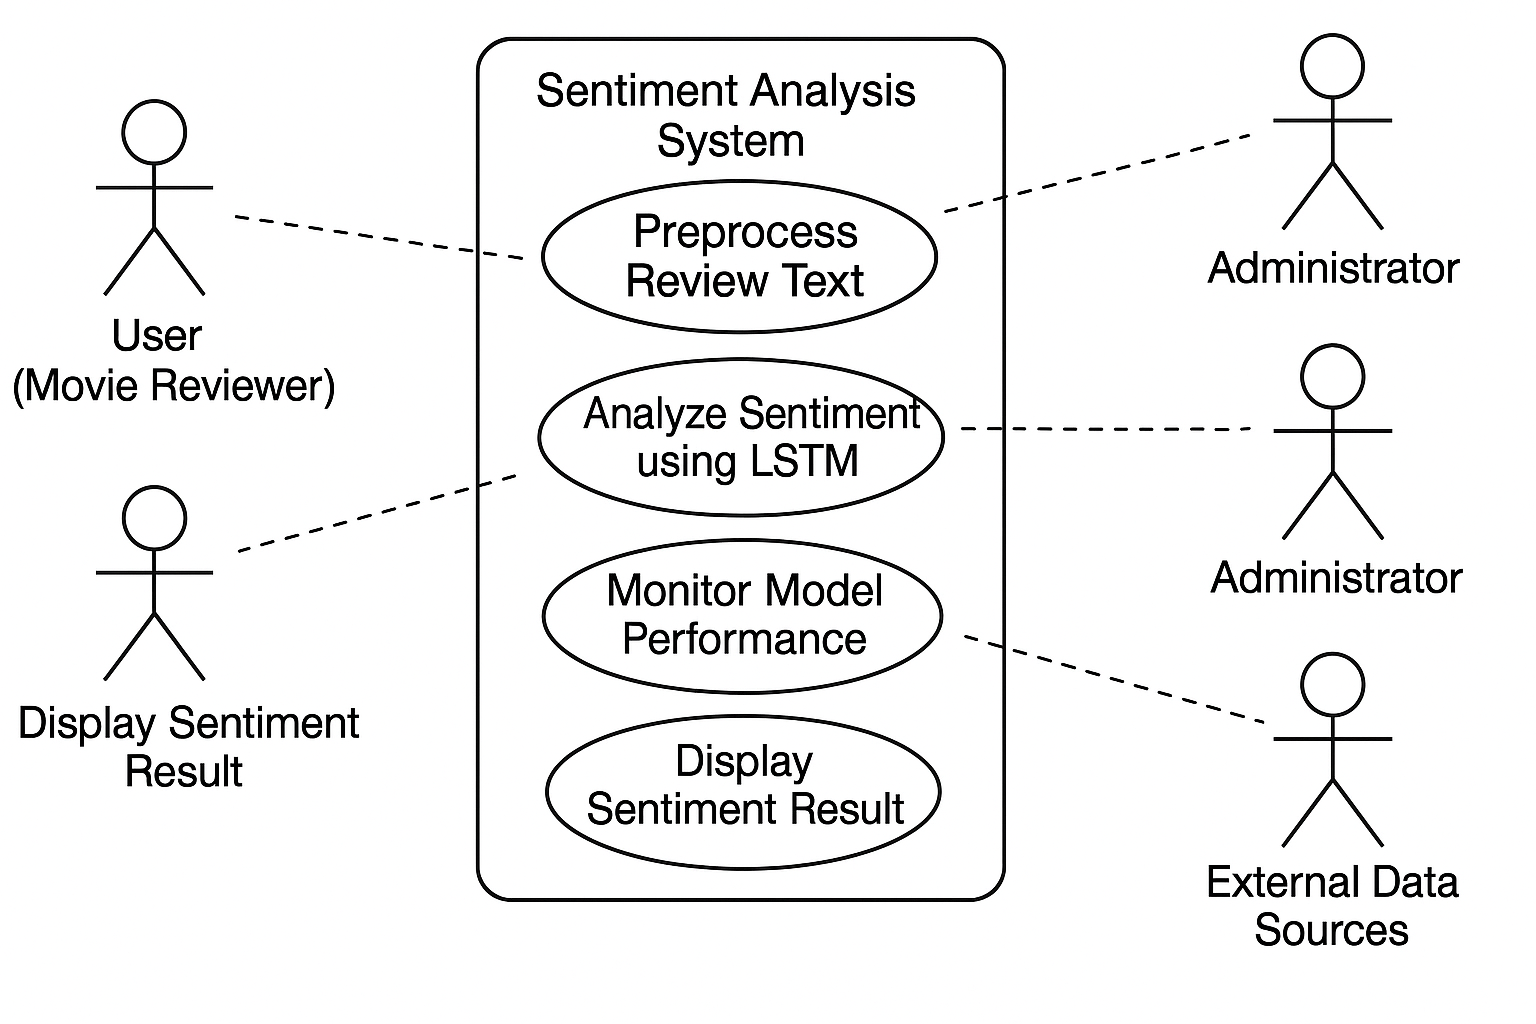 Sentiment Analysis
System
Preprocess
Review Text
Analyze Sentiment
using LSTM
Monitor Model
Performance
Display
Sentiment Result
User
(Movie Reviewer)
Display Sentiment
Result
Administrator
Administrator
External Data
Sources